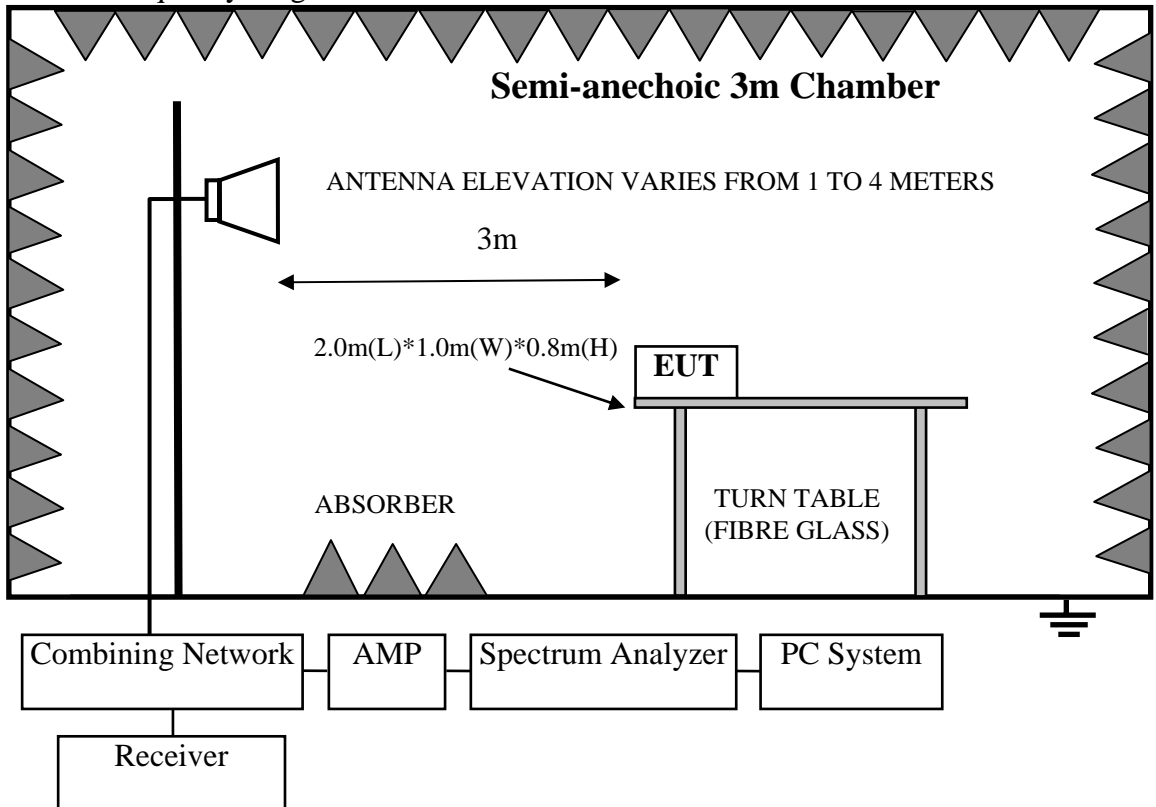 Semi-anechoic 3m Chamber
ANTENNA ELEVATION VARIES FROM 1 TO 4 METERS
3m
2.0m(L)*1.0m(W)*0.8m(H)
EUT
ABSORBER
TURN TABLE
(FIBRE GLASS)
Combining Network
AMP
Spectrum Analyzer
PC System
Receiver